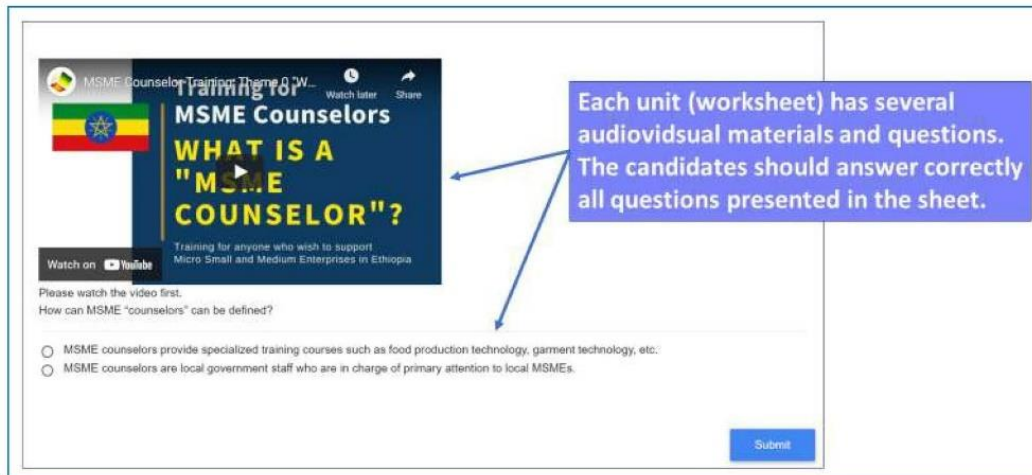 MSME Counselor Training: Theme 0 "W...
Watch later
Share
Training for
MSME Counselors
WHAT IS A
"MSME
COUNSELOR"?
Training for anyone who wish to support
Micro Small and Medium Enterprises in Ethiopia
Watch on YouTube
Each unit (worksheet) has several
audiovidsual materials and questions.
The candidates should answer correctly
all questions presented in the sheet.
Please watch the video first.
How can MSME “counselors” can be defined?
MSME counselors provide specialized training courses such as food production technology, garment technology, etc.
MSME counselors are local government staff who are in charge of primary attention to local MSMEs.
Submit